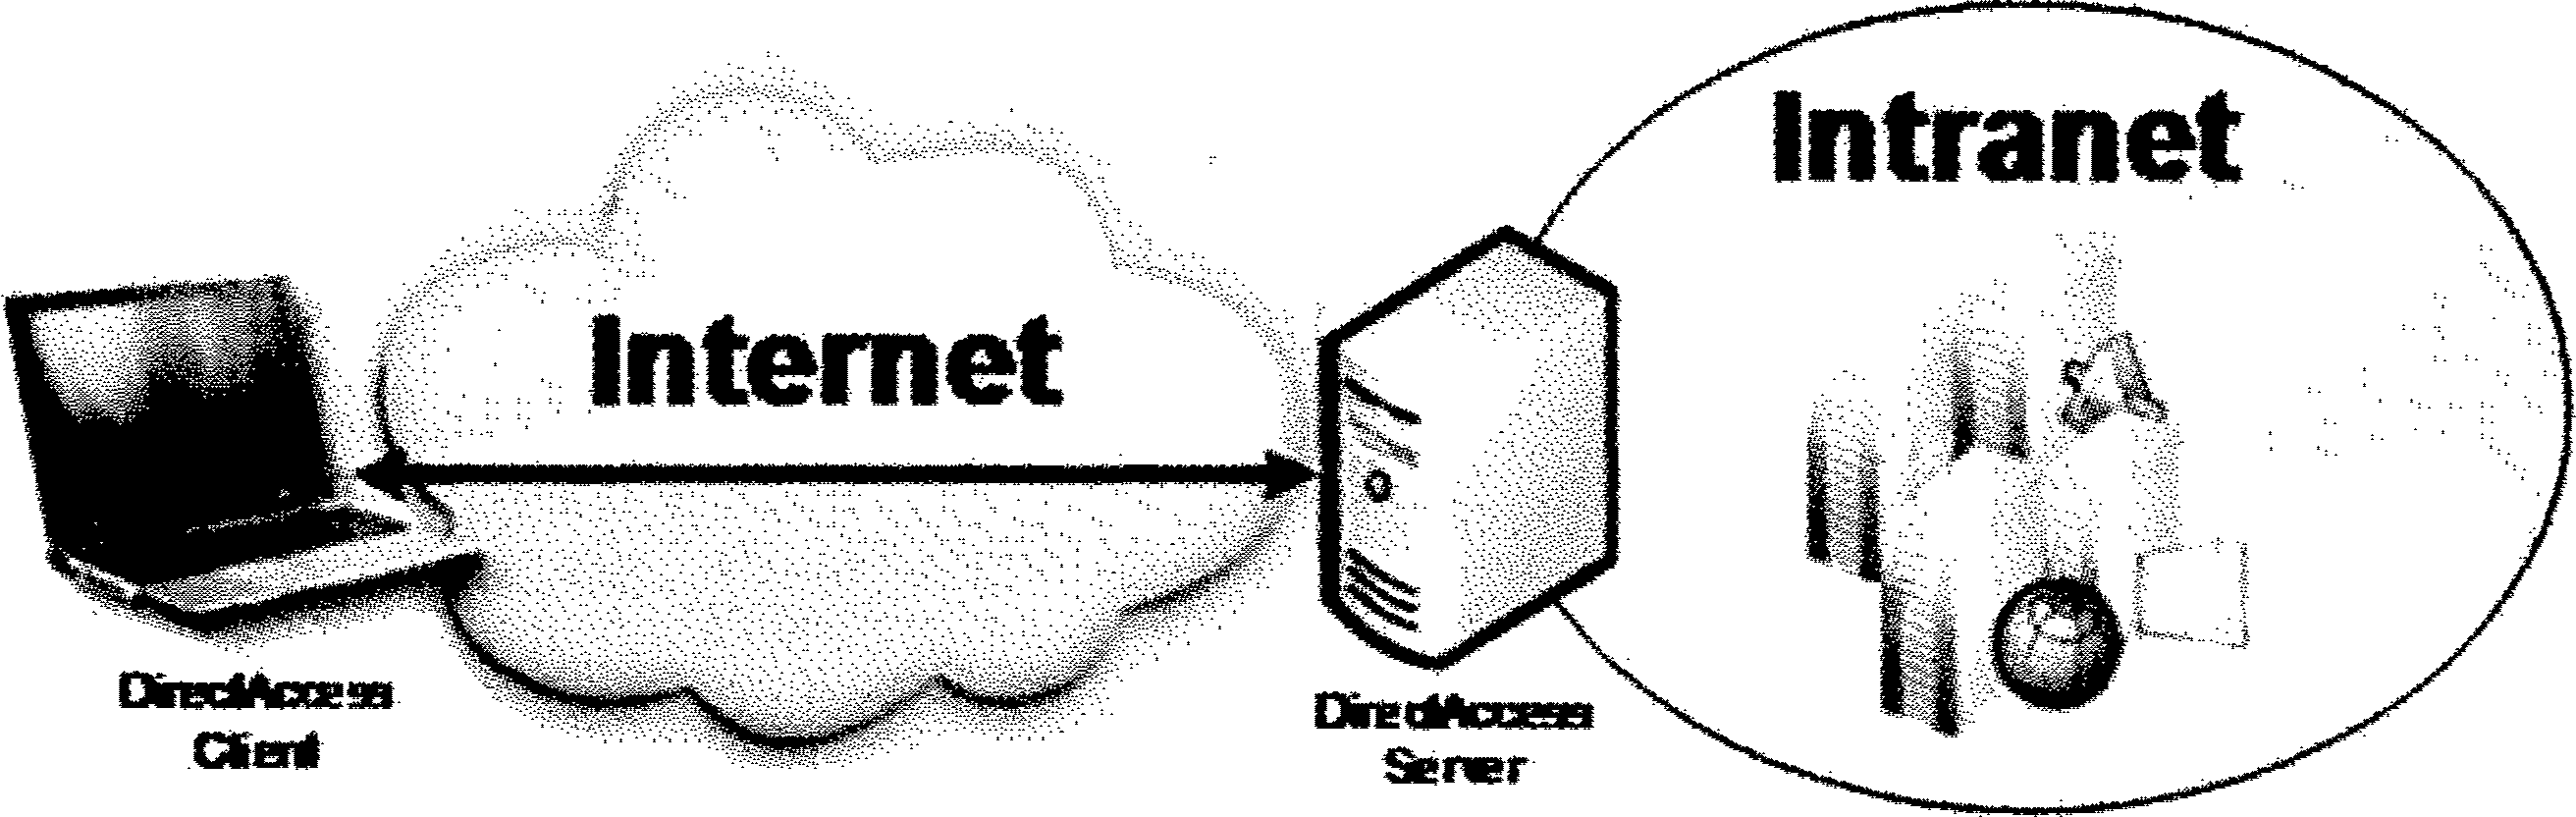 Intranet
Internet
DirectAccess
Client
DirectAccess
Server